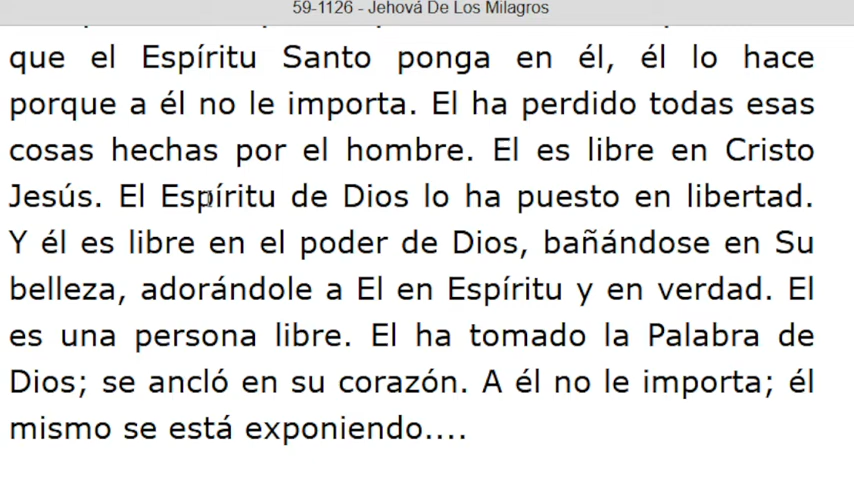 59-1126 - Jehová De Los Milagros
que el Espíritu Santo ponga en él, él lo hace
porque a él no le importa. El ha perdido todas esas
cosas hechas por el hombre. El es libre en Cristo
Jesús. El Espíritu de Dios lo ha puesto en libertad.
Y él es libre en el poder de Dios, bañándose en Su
belleza, adorándole a El en Espíritu y en verdad. El
es una persona libre. El ha tomado la Palabra de
Dios; se ancló en su corazón. A él no le importa; él
mismo se está exponiendo....